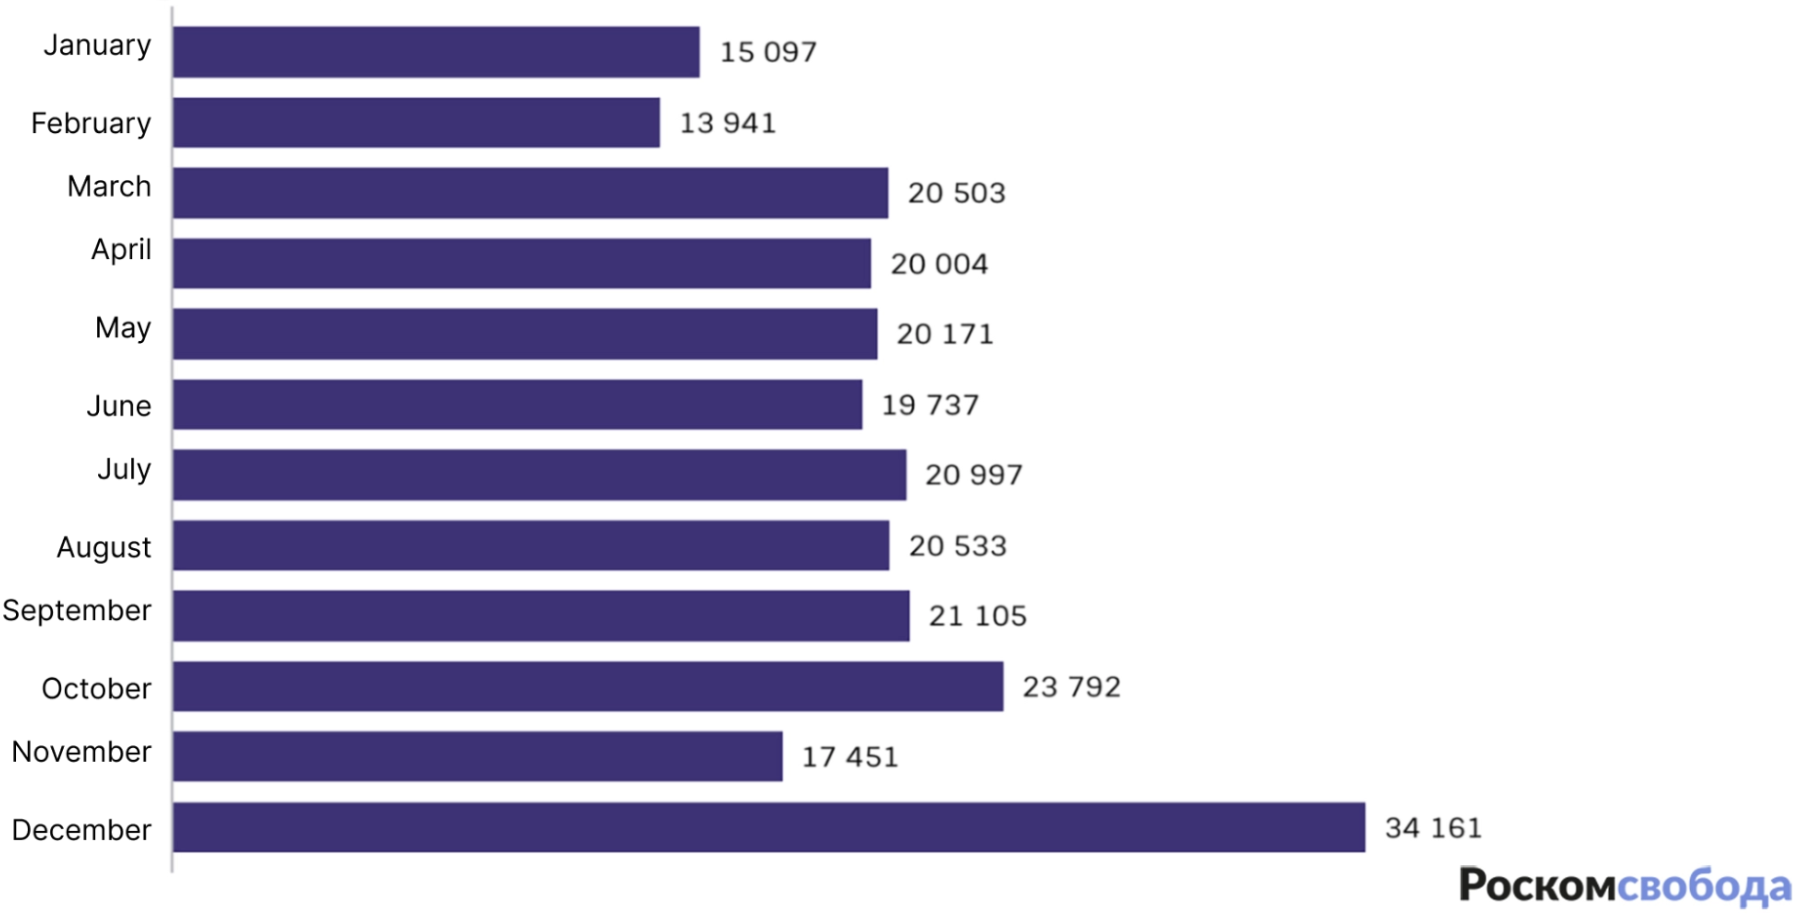 January 15 097
February 13 941
March 20 503
April 20 004
May 20 171
June 19 737
July 20 997
August 20 533
September 21 105
October 23 792
November 17 451
December 34 161
Роскомсвобода